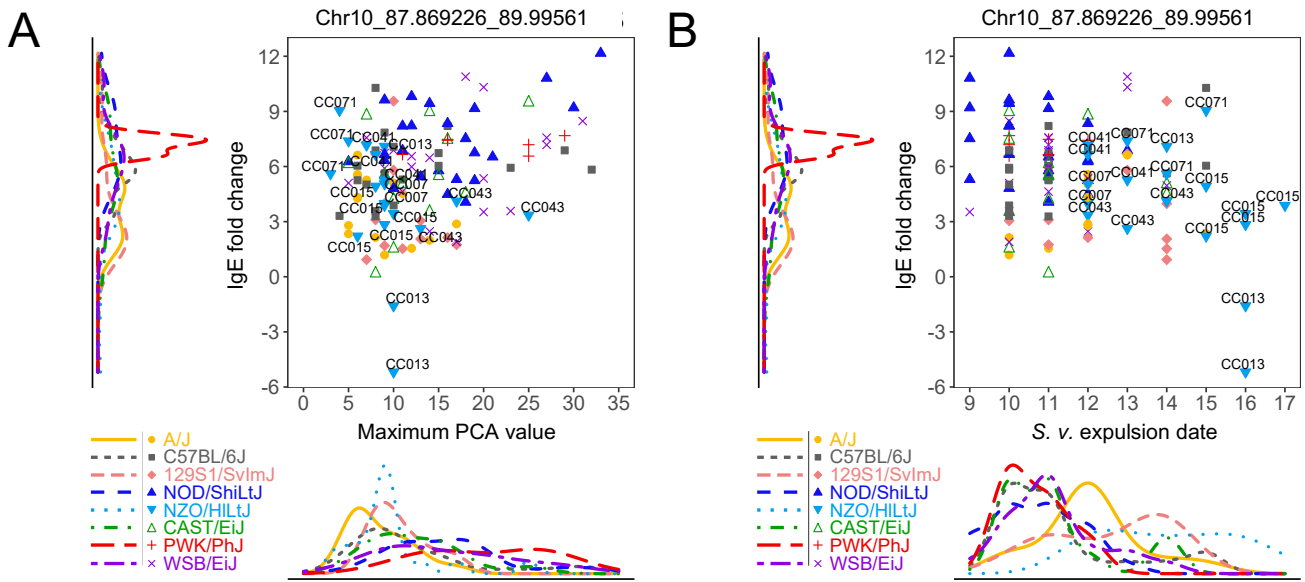 A
Chr10_87.869226_89.99561
IgE fold change
12
9
6
3
0
-3
-6
CC071
CC071
CC041
CC013
CC071
CC041
CC041
CC007
CC015
CC007
CC043
CC043
CC015
CC015
CC015
CC043
CC013
CC013
0
5
10
15
20
25
30
35
Maximum PCA value
A/J
C57BL/6J
129S1/SvImJ
NOD/ShiLtJ
NZO/HlLtJ
CAST/EiJ
PWK/PhJ
WSB/EiJ
B
Chr10_87.869226_89.99561
IgE fold change
12
9
6
3
0
-3
-6
CC071
CC071
CC041
CC013
CC041
CC071
CC007
CC041
CC015
CC007
CC043
CC043
CC015
CC015
CC015
CC043
CC015
CC013
CC013
9
10
11
12
13
14
15
16
17
S. v. expulsion date
A/J
C57BL/6J
129S1/SvImJ
NOD/ShiLtJ
NZO/HlLtJ
CAST/EiJ
PWK/PhJ
WSB/EiJ